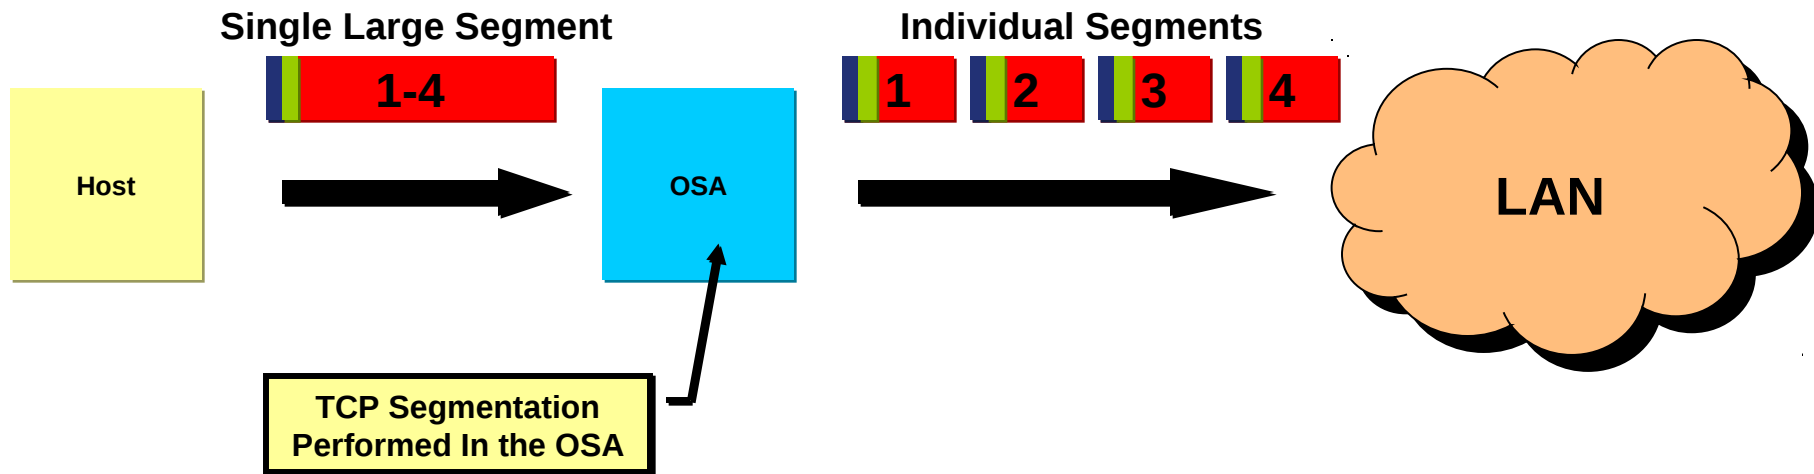 Single Large Segment
Individual Segments
1-4
1
2
3
4
Host
OSA
LAN
TCP Segmentation
Performed In the OSA